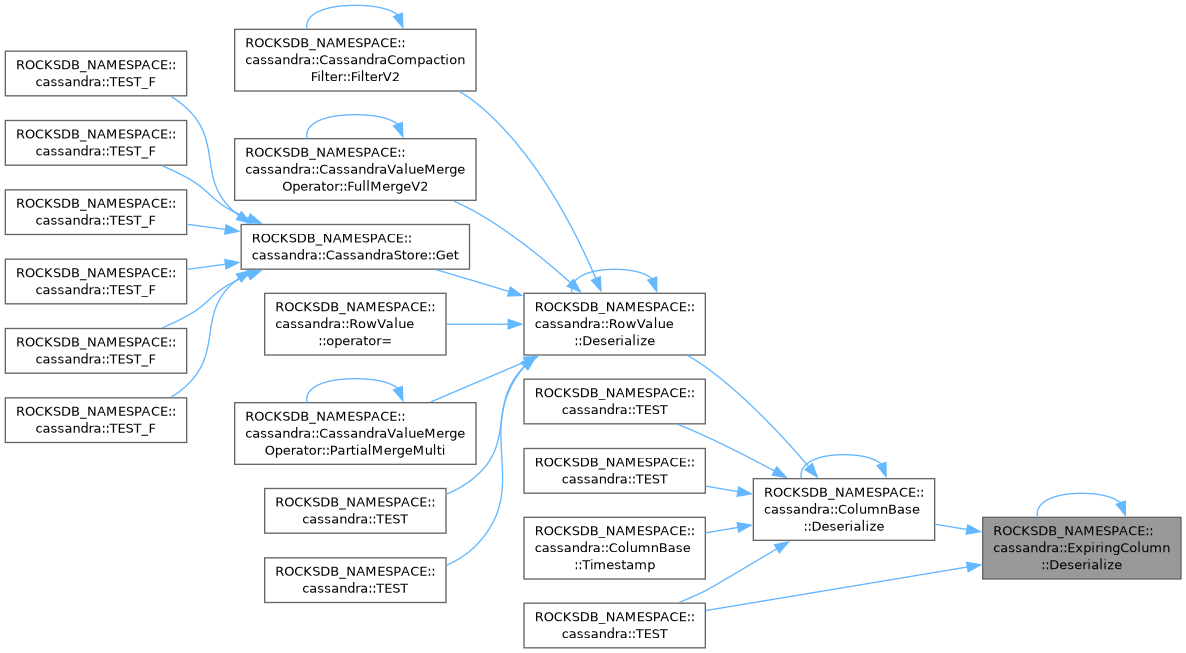 ROCKSDB_NAMESPACE::
cassandra::TEST_F
ROCKSDB_NAMESPACE::
cassandra::TEST_F
ROCKSDB_NAMESPACE::
cassandra::TEST_F
ROCKSDB_NAMESPACE::
cassandra::TEST_F
ROCKSDB_NAMESPACE::
cassandra::TEST_F
ROCKSDB_NAMESPACE::
cassandra::TEST_F
ROCKSDB_NAMESPACE::
cassandra::CassandraCompaction
Filter::FilterV2
ROCKSDB_NAMESPACE::
cassandra::CassandraValueMerge
Operator::FullMergeV2
ROCKSDB_NAMESPACE::
cassandra::CassandraStore::Get
ROCKSDB_NAMESPACE::
cassandra::RowValue
::operator=
ROCKSDB_NAMESPACE::
cassandra::CassandraValueMerge
Operator::PartialMergeMulti
ROCKSDB_NAMESPACE::
cassandra::TEST
ROCKSDB_NAMESPACE::
cassandra::TEST
ROCKSDB_NAMESPACE::
cassandra::RowValue
::Deserialize
ROCKSDB_NAMESPACE::
cassandra::TEST
ROCKSDB_NAMESPACE::
cassandra::TEST
ROCKSDB_NAMESPACE::
cassandra::ColumnBase
::Timestamp
ROCKSDB_NAMESPACE::
cassandra::TEST
ROCKSDB_NAMESPACE::
cassandra::ColumnBase
::Deserialize
ROCKSDB_NAMESPACE::
cassandra::ExpiringColumn
::Deserialize